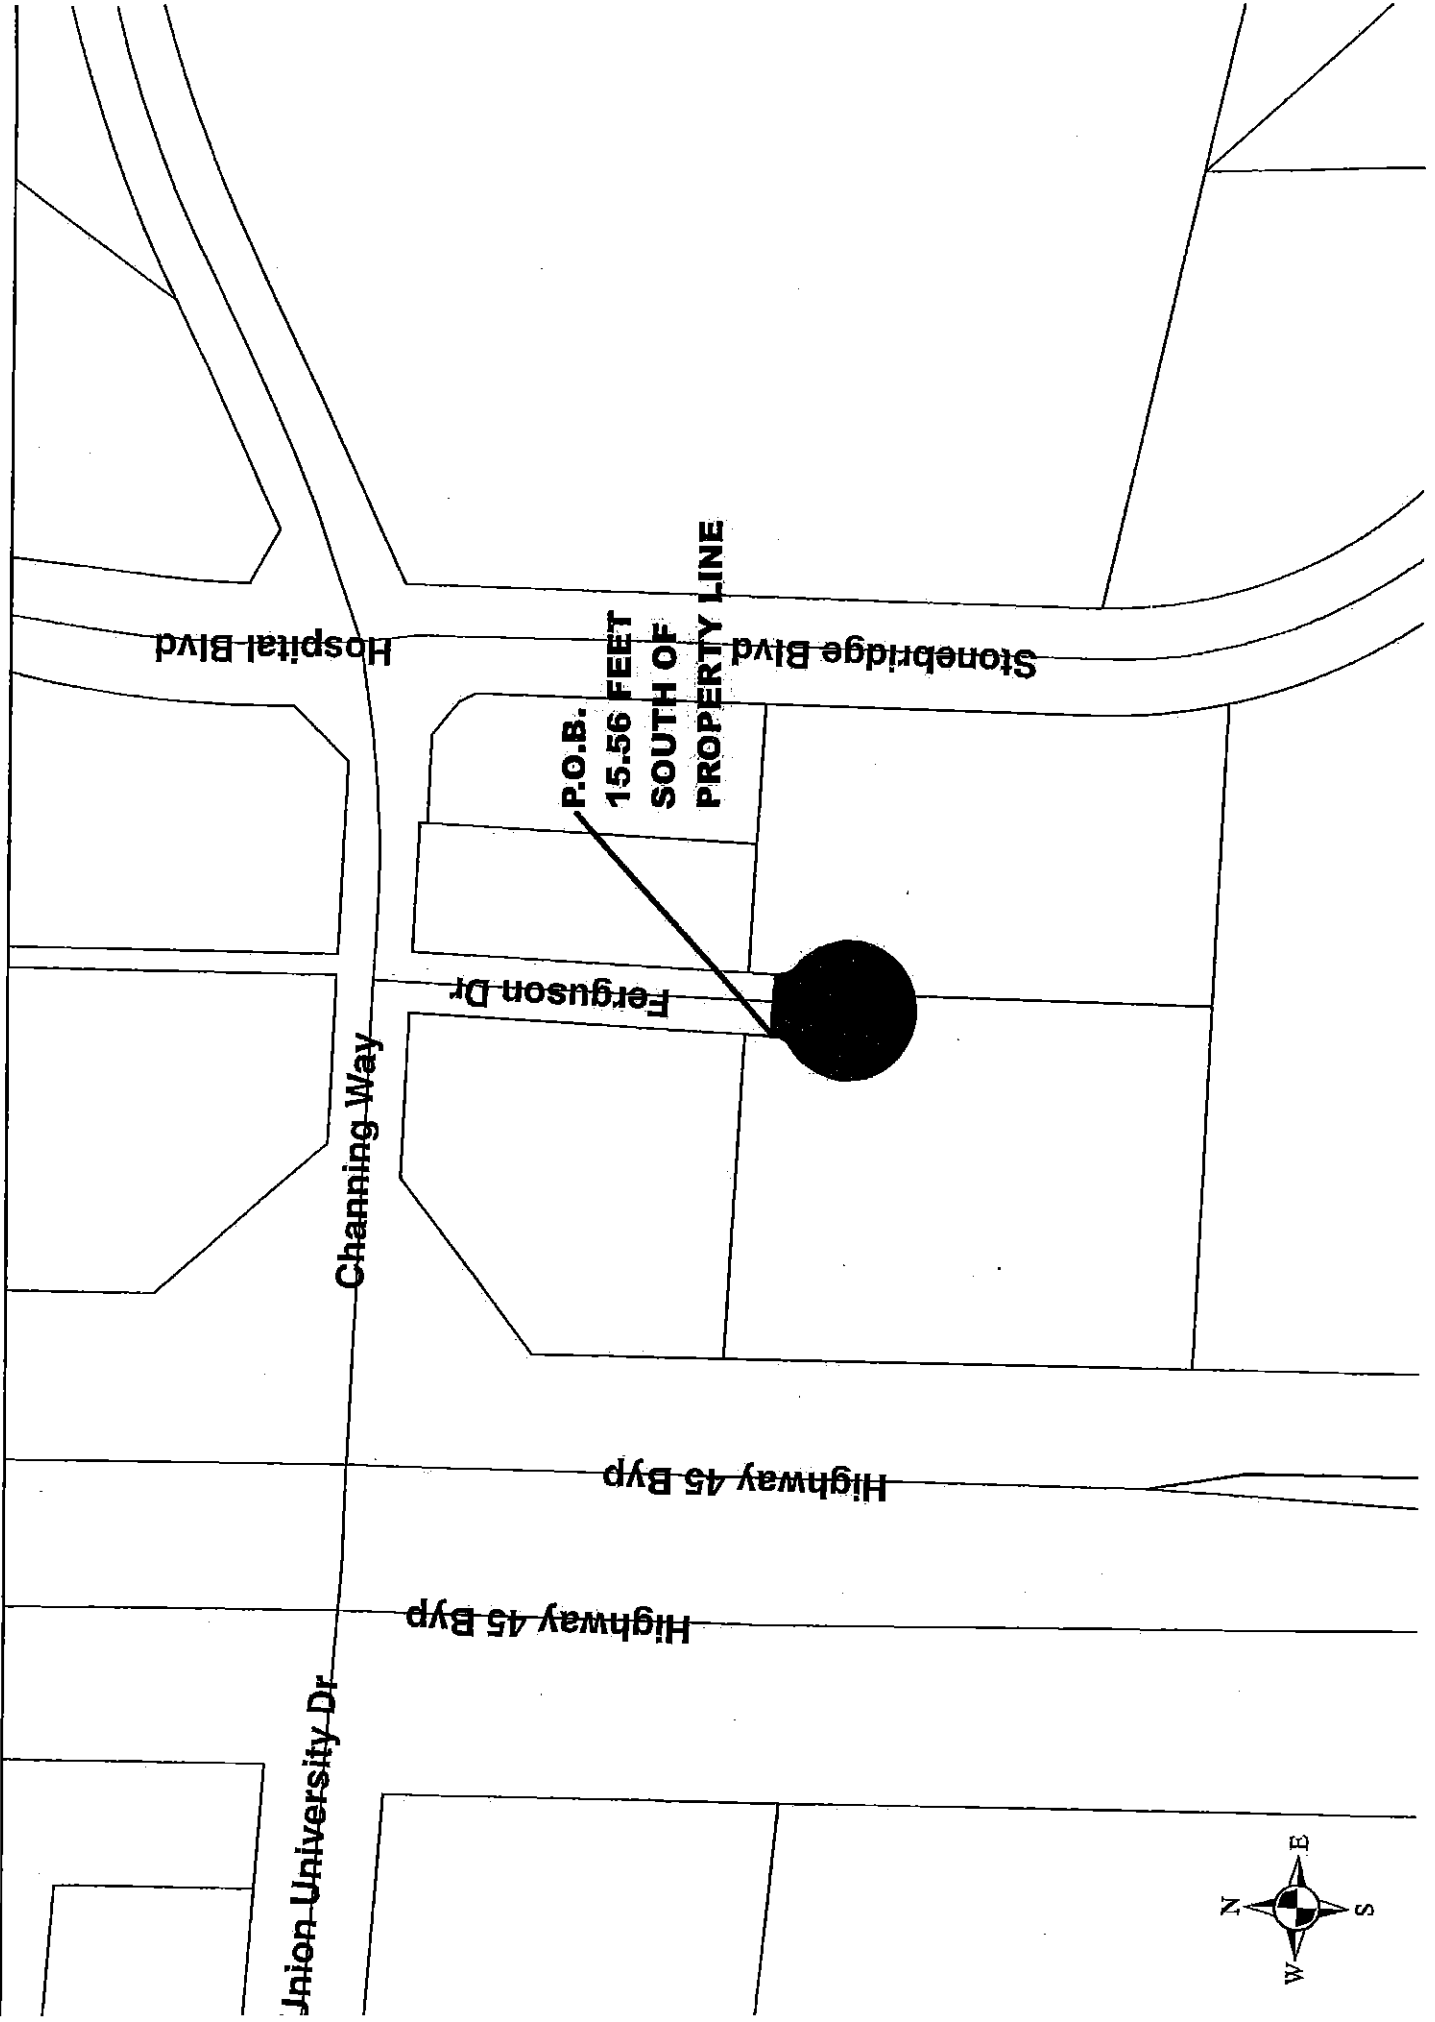 Hospital Blvd
Stonebridge Blvd
P.O.B.
15.56 FEET
SOUTH OF
PROPERTY LINE
Ferguson Dr
Channing Way
Highway 45 Byp
Highway 45 Byp
Union University Dr
N
E
S
W